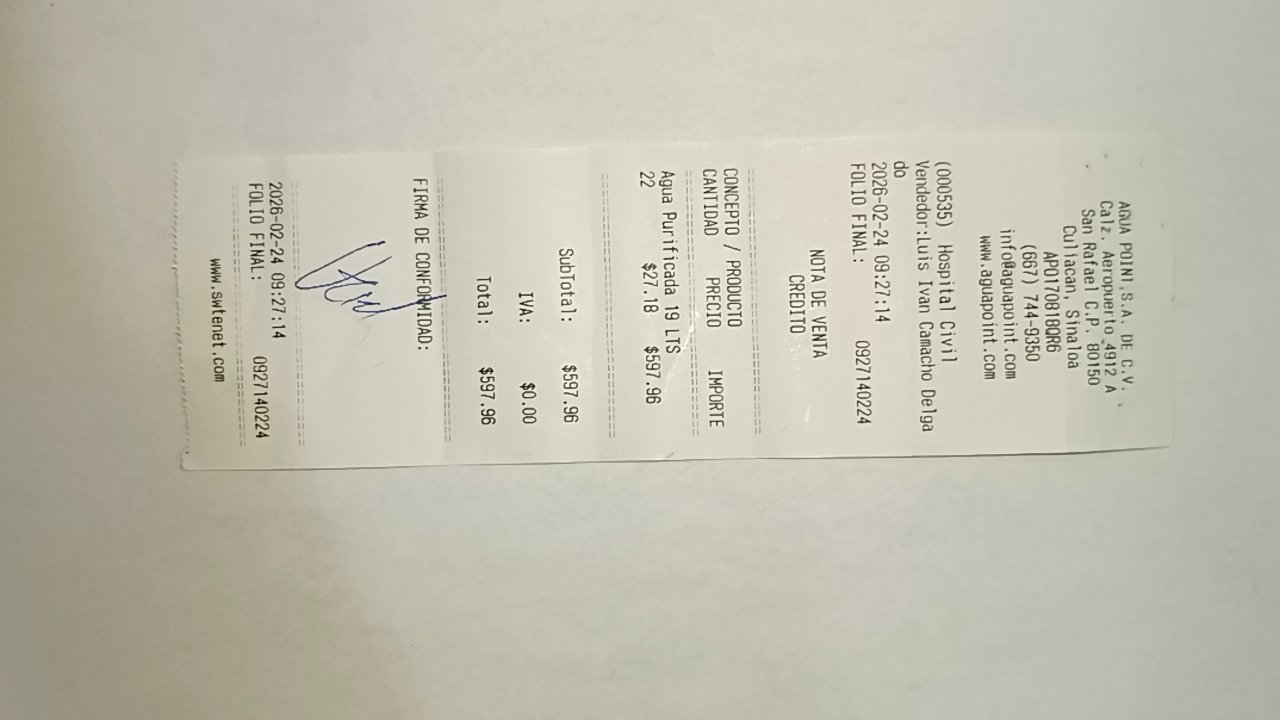 AGUA POINT S.A. DE C.V.
Calz. Aeropuerto 4912 A
San Rafael C.P. 80150
Culiacan, Sinaloa
APO170818QR6
(667) 744-9350
info@aguapoint.com
www.aguapoint.com
(000535) Hospital Civil
Vendedor:Luis Ivan Camacho Delga
do
2026-02-24 09:27:14
FOLIO FINAL: 0927140224
NOTA DE VENTA
CREDITO
CONCEPTO / PRODUCTO
CANTIDAD PRECIO IMPORTE
Agua Purificada 19 LTS
22 $27.18 $597.96
SubTotal: $597.96
IVA: $0.00
Total: $597.96
FIRMA DE CONFORMIDAD:
2026-02-24 09:27:14
FOLIO FINAL: 0927140224
www.swtenet.com